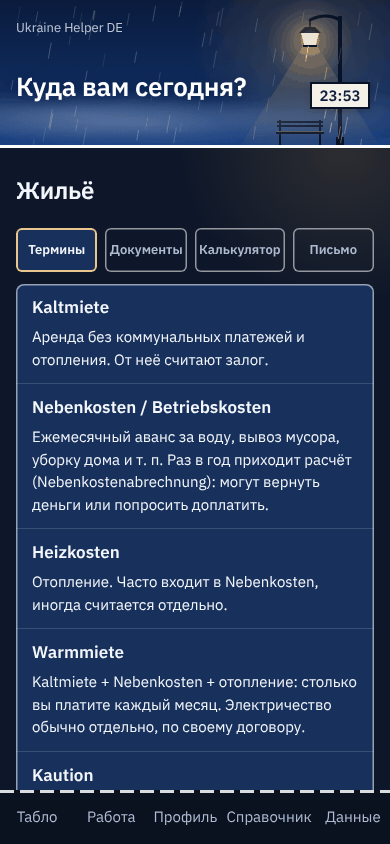 Ukraine Helper DE
Куда вам сегодня?
23:53
Жильё
Термины
Документы
Калькулятор
Письмо
Kaltmiete
Аренда без коммунальных платежей и
отопления. От неё считают залог.
Nebenkosten / Betriebskosten
Ежемесячный аванс за воду, вывоз мусора,
уборку дома и т. п. Раз в год приходит расчёт
(Nebenkostenabrechnung): могут вернуть
деньги или попросить доплатить.
Heizkosten
Отопление. Часто входит в Nebenkosten,
иногда считается отдельно.
Warmmiete
Kaltmiete + Nebenkosten + отопление: столько
вы платите каждый месяц. Электричество
обычно отдельно, по своему договору.
Kaution
Табло
Работа
Профиль
Справочник
Данные